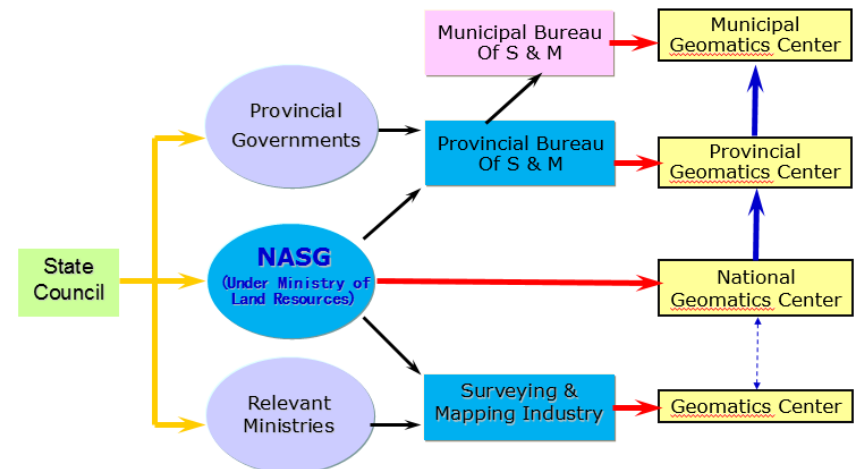 Municipal Bureau
Of S & M
Municipal
Geomatics Center
Provincial
Governments
Provincial Bureau
Of S & M
Provincial
Geomatics Center
State
Council
NASG
(Under Ministry of
Land Resources)
National
Geomatics Center
Relevant
Ministries
Surveying &
Mapping Industry
Geomatics Center